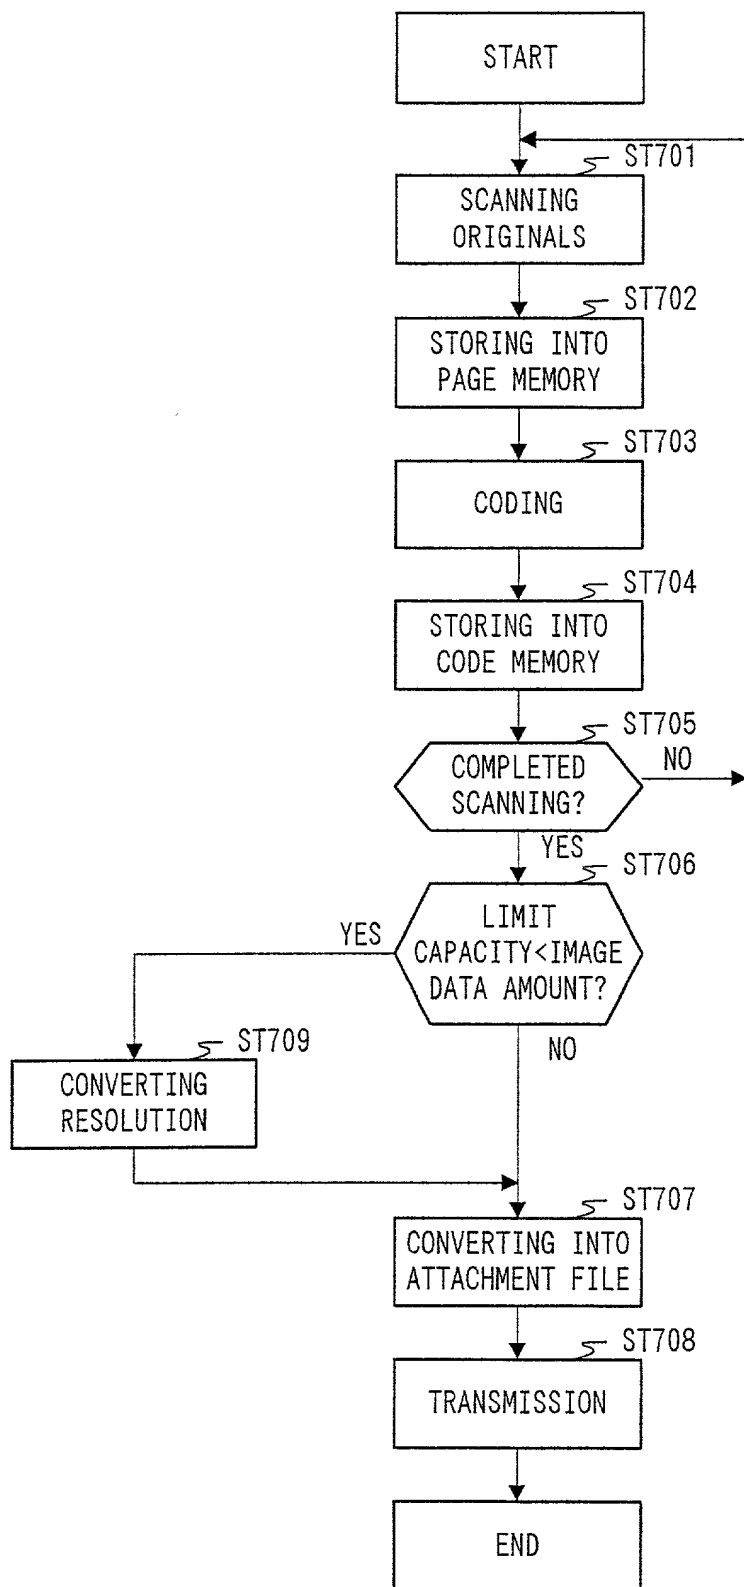 START
ST701
SCANNING
ORIGINALS
ST702
STORING INTO
PAGE MEMORY
ST703
CODING
ST704
STORING INTO
CODE MEMORY
ST705
COMPLETED
SCANNING?
NO
YES
ST706
LIMIT
CAPACITY<IMAGE
DATA AMOUNT?
YES
NO
ST709
CONVERTING
RESOLUTION
ST707
CONVERTING INTO
ATTACHMENT FILE
ST708
TRANSMISSION
END